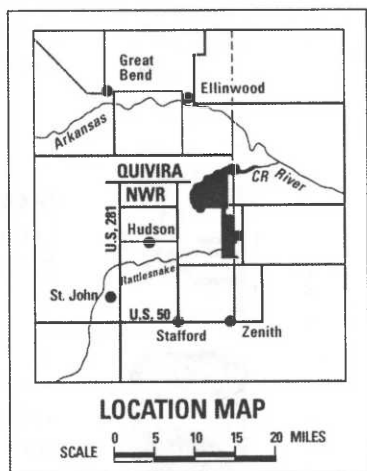 Great
Bend
Ellinwood
Arkansas
QUIVIRA
NWR
CR River
U.S. 281
Hudson
Rattlesnake
St. John
U.S. 50
Stafford
Zenith
LOCATION MAP
SCALE 0 5 10 15 20 MILES